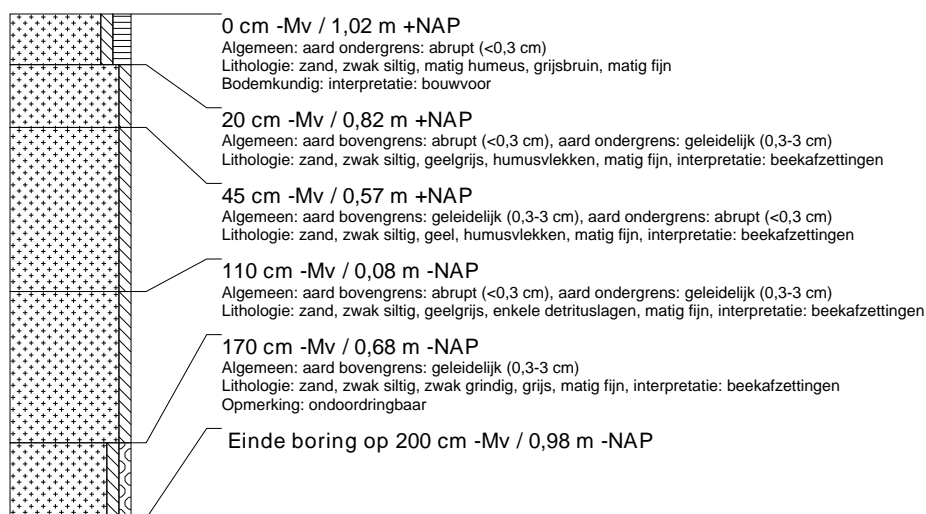 0 cm -Mv / 1,02 m +NAP
Algemeen: aard ondergrens: abrupt (<0,3 cm)
Lithologie: zand, zwak siltig, matig humeus, grijsbruin, matig fijn
Bodemkundig: interpretatie: bouwvoor
20 cm -Mv / 0,82 m +NAP
Algemeen: aard bovengrens: abrupt (<0,3 cm), aard ondergrens: geleidelijk (0,3-3 cm)
Lithologie: zand, zwak siltig, geelgrijs, humusvlekken, matig fijn, interpretatie: beekafzettingen
45 cm -Mv / 0,57 m +NAP
Algemeen: aard bovengrens: geleidelijk (0,3-3 cm), aard ondergrens: abrupt (<0,3 cm)
Lithologie: zand, zwak siltig, geel, humusvlekken, matig fijn, interpretatie: beekafzettingen
110 cm -Mv / 0,08 m -NAP
Algemeen: aard bovengrens: abrupt (<0,3 cm), aard ondergrens: geleidelijk (0,3-3 cm)
Lithologie: zand, zwak siltig, geelgrijs, enkele detrituslagen, matig fijn, interpretatie: beekafzettingen
170 cm -Mv / 0,68 m -NAP
Algemeen: aard bovengrens: geleidelijk (0,3-3 cm)
Lithologie: zand, zwak siltig, zwak grindig, grijs, matig fijn, interpretatie: beekafzettingen
Opmerking: ondoordringbaar
Einde boring op 200 cm -Mv / 0,98 m -NAP